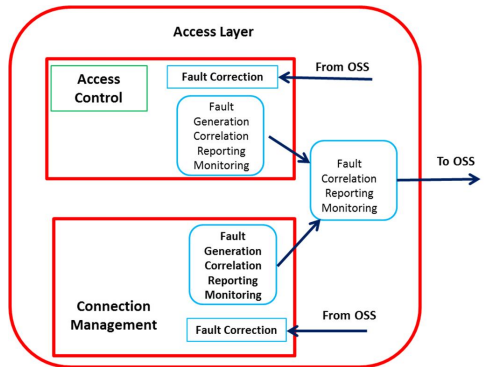 Access Layer
Access
Control
Fault Correction
From OSS
Fault
Generation
Correlation
Reporting
Monitoring
Fault
Correlation
Reporting
Monitoring
To OSS
Fault
Generation
Correlation
Reporting
Monitoring
Connection
Management
Fault Correction
From OSS